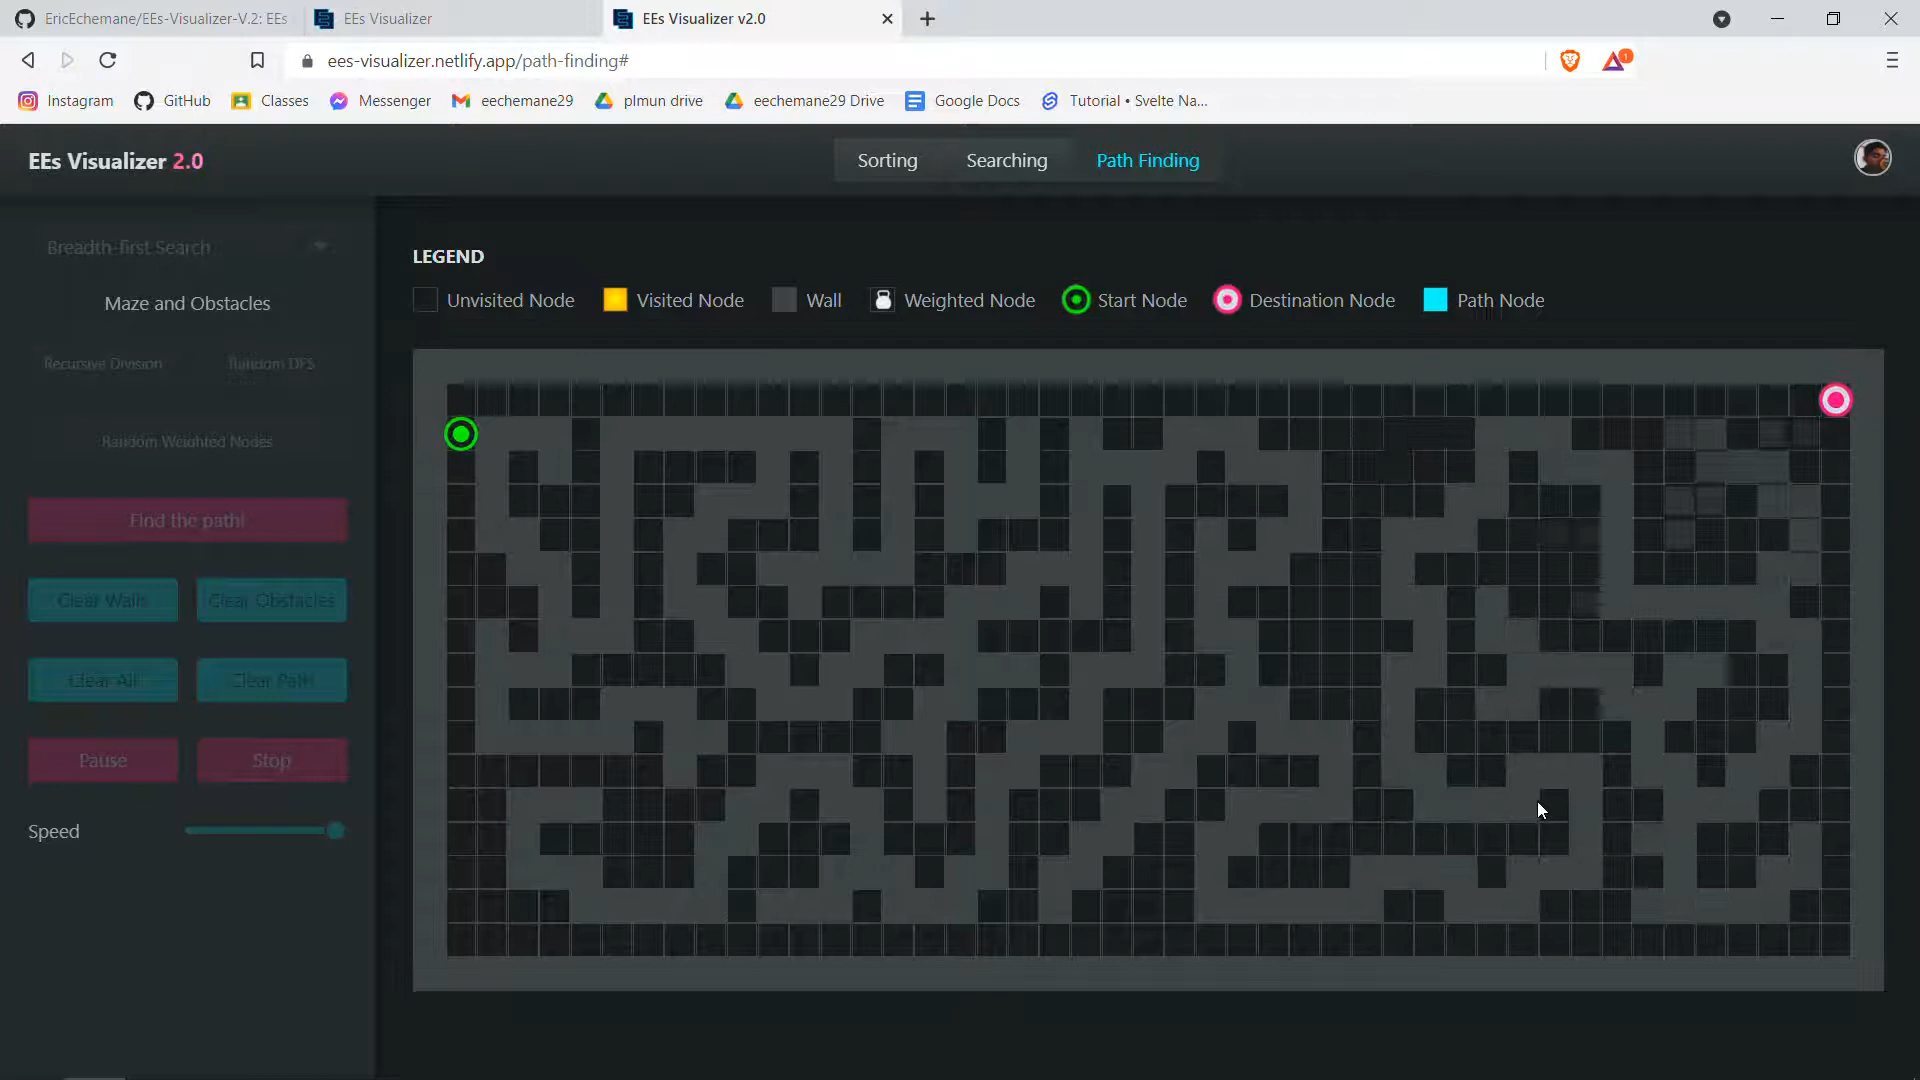 EricEchemane/EEs-Visualizer-V.2: EEs
EEs Visualizer
EEs Visualizer v2.0
ees-visualizer.netlify.app/path-finding#
1
Instagram
GitHub
Classes
Messenger
eechemane29
plmun drive
eechemane29 Drive
Google Docs
Tutorial • Svelte Na...
EEs Visualizer 2.0
Sorting
Searching
Path Finding
Breadth-first Search
Maze and Obstacles
Recursive Division
Random DFS
Random Weighted Nodes
Find the path!
Clear Walls
Clear Obstacles
Clear All
Clear Path
Pause
Stop
Speed
LEGEND
Unvisited Node
Visited Node
Wall
Weighted Node
Start Node
Destination Node
Path Node